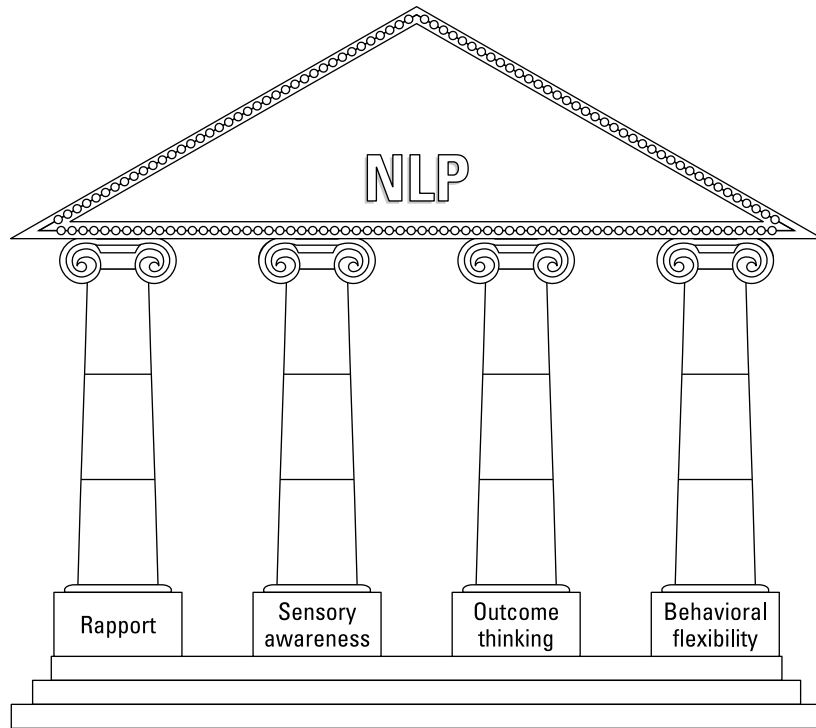 NLP
Rapport
Sensory
awareness
Outcome
thinking
Behavioral
flexibility